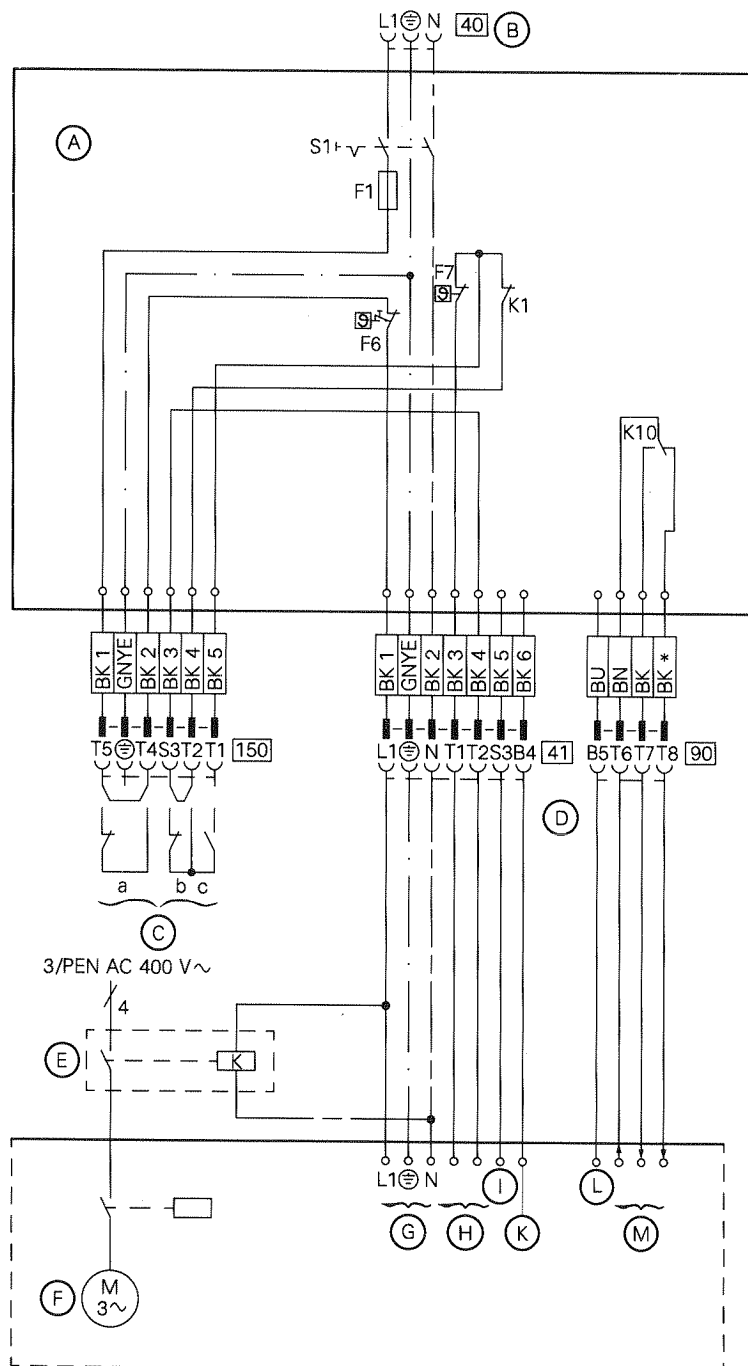 L1 N 40 B
A
S1
F1
F7
F6
K1
K10
BK 1 GNYE BK 2 BK 3 BK 4 BK 5
BK 1 GNYE BK 2 BK 3 BK 4 BK 5 BK 6
BU BN BK BK *
T5 T4 S3 T2 T1 150
L1 N T1 T2 S3 B4 41
B5 T6 T7 T8 90
D
a b c
C
3/PEN AC 400 V~
4
E
K
L1 N
I
L
G
H
K
M
F
M
3~